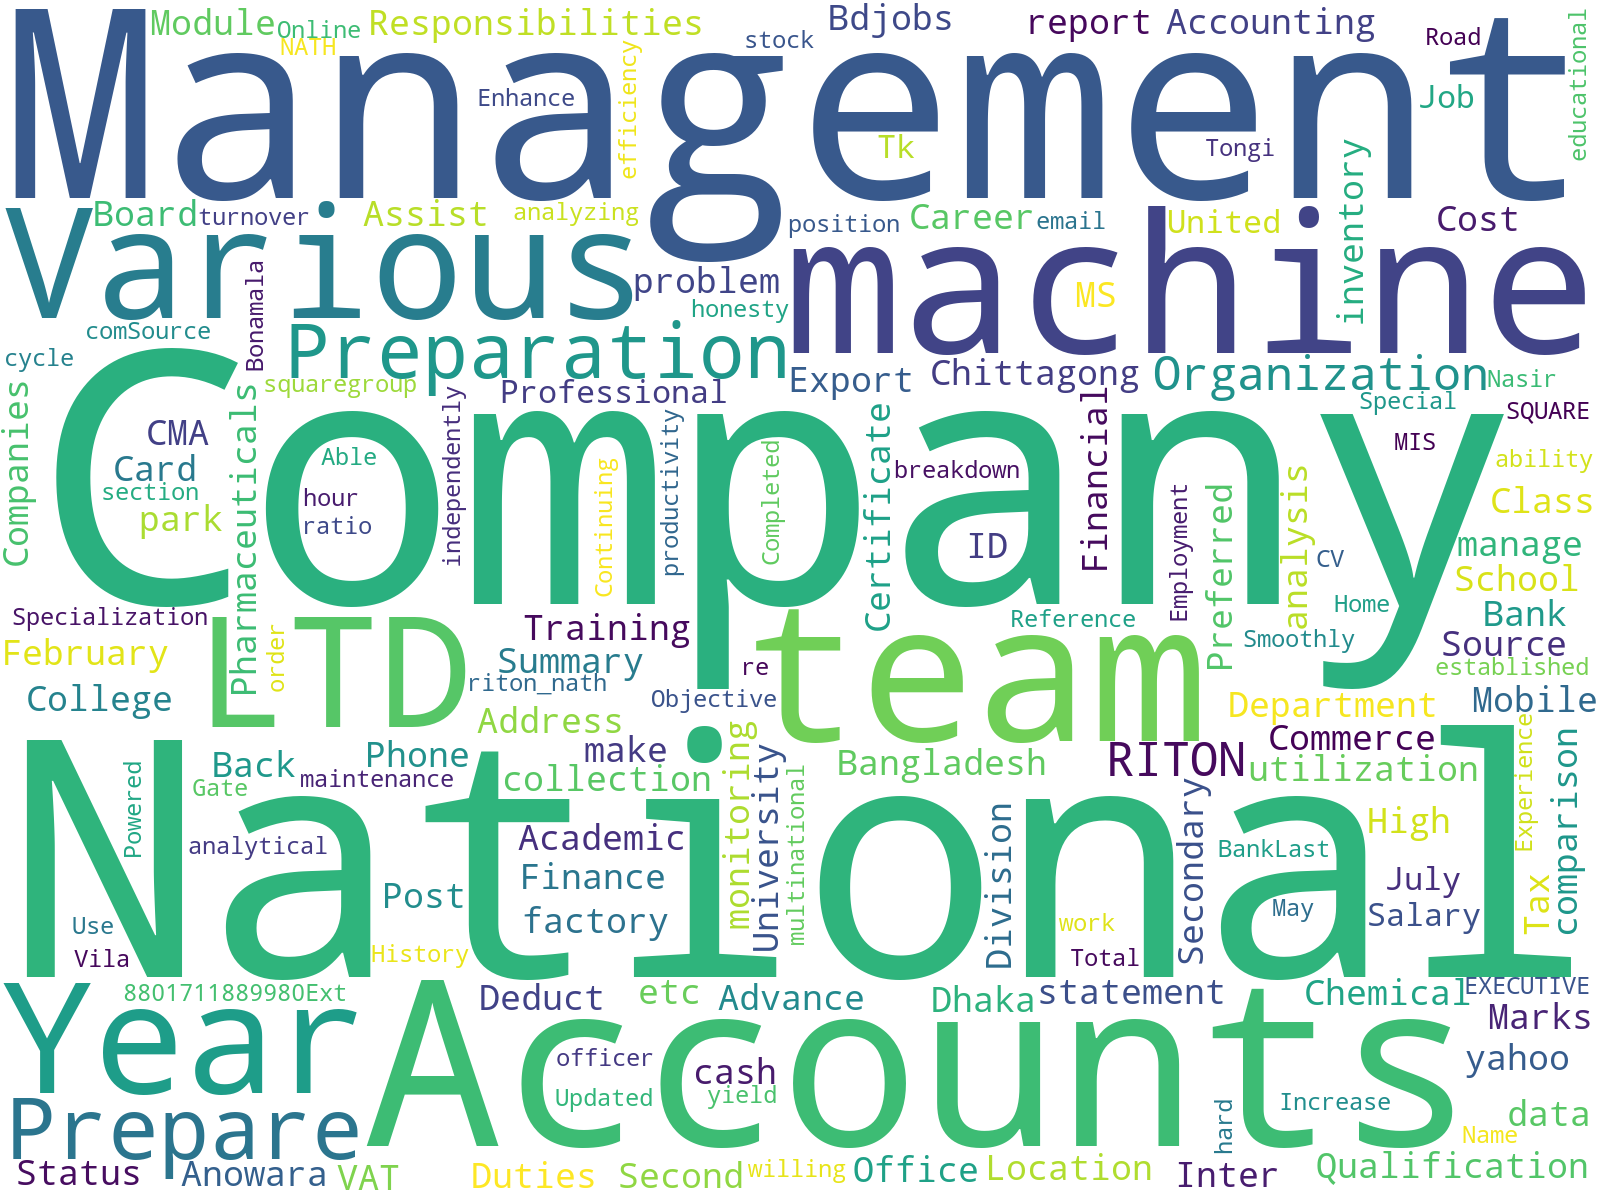 Module
Online
Responsibilities
stock
Bdjobs
report
Accounting
Road
educational
NATH
Management
Enhance
efficiency
Tk
Tongi
Job
Board
turnover
Assist
analyzing
position
Career
email
United
inventory
Cost
Various
problem
honesty
machine
MS
comSource
Bonamala
cycle
Preparation
squaregroup
Professional
Export
Chittagong
Organization
Nasir
Companies
CMA
Card
section
park
Pharmaceuticals
Company
Able
hour
ratio
independently
Continuing
productivity
Completed
Certificate
breakdown
ID
Financial
Employment
Preferred
analysis
Special
MIS
CV
Home
SQUARE
ability
Class
manage
School
Bank
Specialization
February
College
LTD
order
Training
Summary
riton_nath
re
Objective
team
Reference
Smoothly
Source
established
Address
Department
Mobile
Back
Gate
Phone
maintenance
make
collection
monitoring
University
multinational
Bangladesh
RITON
Commerce
utilization
Experience
comparison
Powered
National
analytical
Academic
Finance
Post
factory
Division
Secondary
BankLast
High
July
Salary
Tax
Use
Vila
History
work
Total
May
8801711889980Ext
Deduct
etc
Advance
Dhaka
statement
Chemical
EXECUTIVE
Marks
Year
Accounts
officer
Updated
cash
yield
yahoo
Prepare
hard
Increase
data
Name
Status
Anowara
VAT
Duties
Second
willing
Office
Location
Inter
Qualification